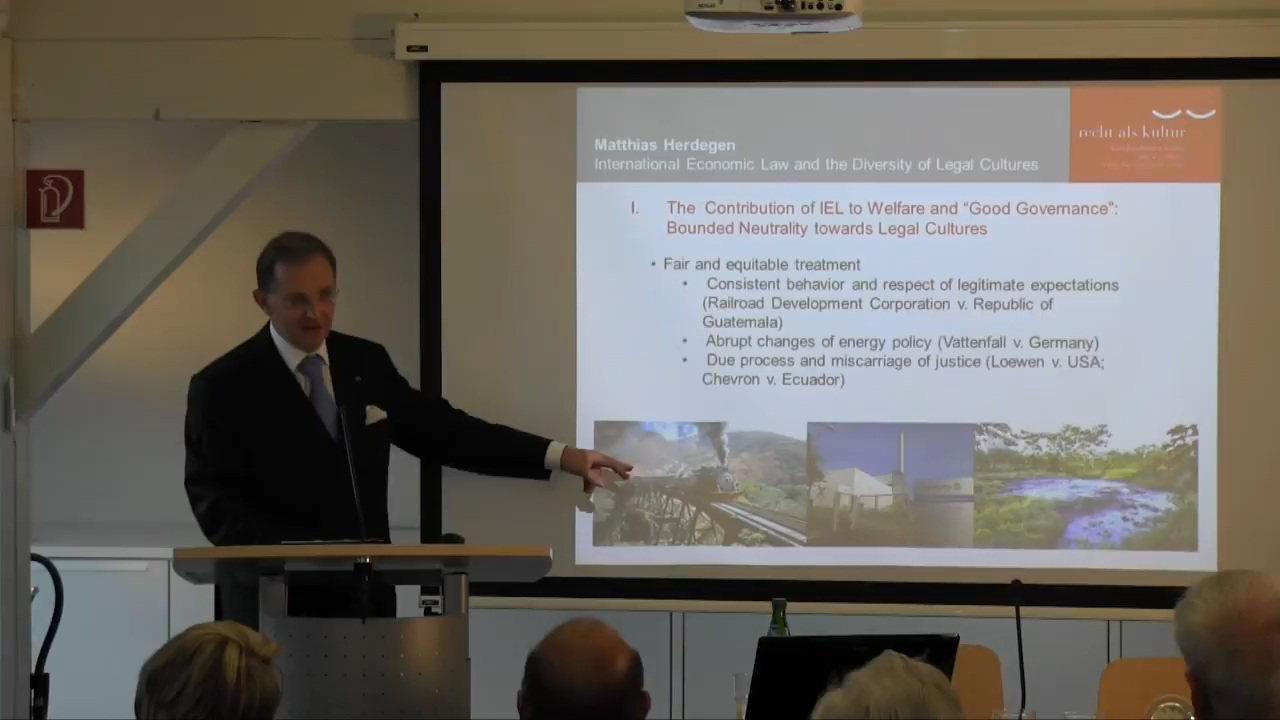 Matthias Herdegen
International Economic Law and the Diversity of Legal Cultures
recht als kultur
I. The Contribution of IEL to Welfare and “Good Governance”:
Bounded Neutrality towards Legal Cultures
• Fair and equitable treatment
• Consistent behavior and respect of legitimate expectations
(Railroad Development Corporation v. Republic of
Guatemala)
• Abrupt changes of energy policy (Vattenfall v. Germany)
• Due process and miscarriage of justice (Loewen v. USA;
Chevron v. Ecuador)